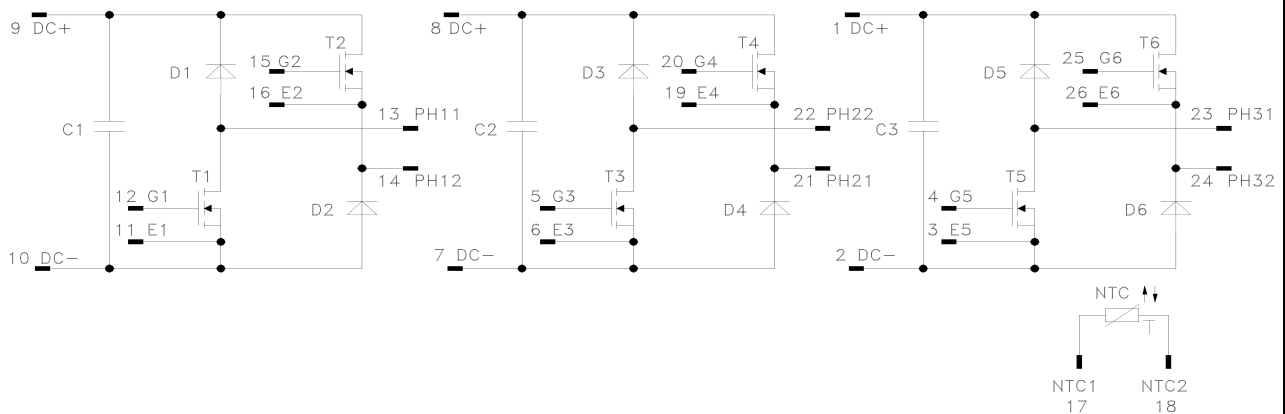 9 DC+
T2
15 G2
D1
16 E2
13 PH11
C1
T1
14 PH12
12 G1
D2
11 E1
10 DC-
8 DC+
T4
20 G4
D3
19 E4
22 PH22
C2
T3
21 PH21
5 G3
D4
6 E3
7 DC-
1 DC+
T6
25 G6
D5
26 E6
23 PH31
C3
T5
24 PH32
4 G5
D6
3 E5
2 DC-
NTC
T
NTC1
17
NTC2
18